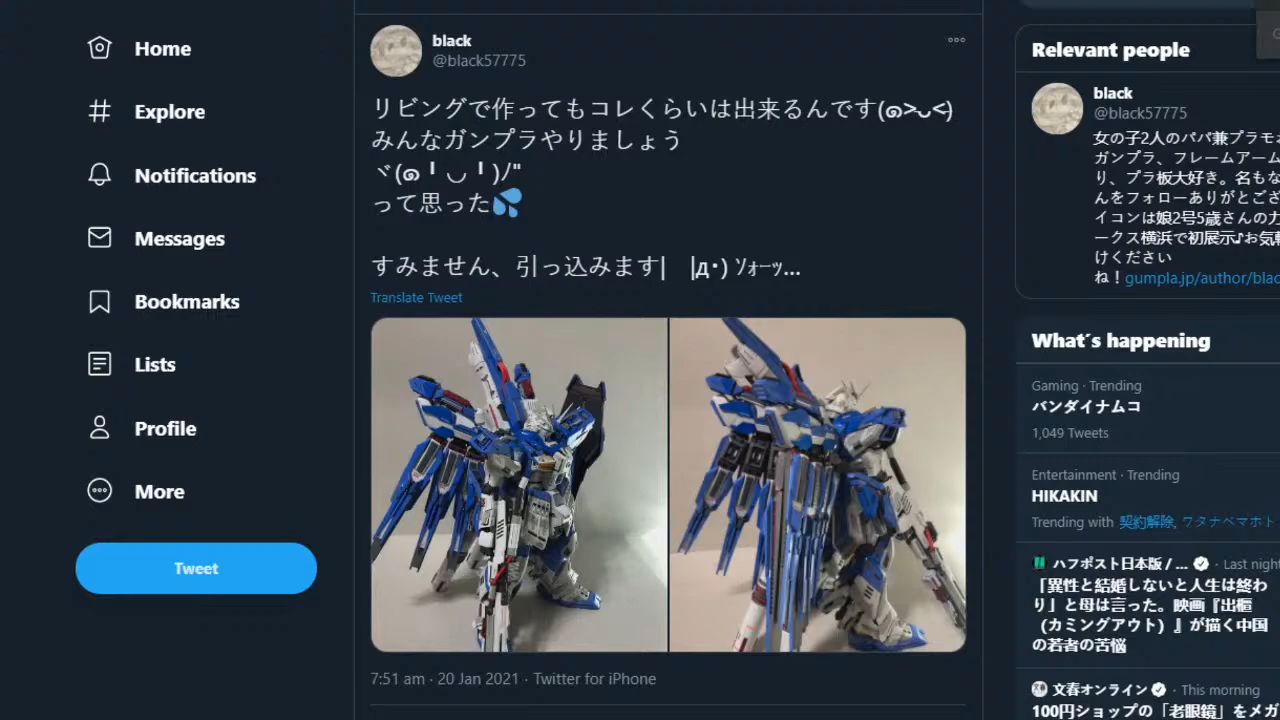 Home
Explore
Notifications
Messages
Bookmarks
Lists
Profile
More
Tweet
black
@black57775
リビングで作ってもコレくらいは出来るんです(๑>؂<)
みんなガンプラやりましょう
ヾ(๑╹◡╹)ﾉ"
って思った💦
すみません、引っ込みます| |д･) ｿｫｰｯ...
Translate Tweet
7:51 am · 20 Jan 2021 · Twitter for iPhone
Relevant people
black
@black57775
女の子2人のパパ兼プラモ
ガンプラ、フレームアーム
り、プラ板大好き。名もな
んをフォローありがとござ
イコンは娘2号5歳さんの
ークス横浜で初展示♪お気
けください
ね！gumpla.jp/author/blac
What's happening
Gaming · Trending
バンダイナムコ
1,049 Tweets
Entertainment · Trending
HIKAKIN
Trending with 契約解除, ワタナベマホト
ハフポスト日本版 / ... · Last night
「異性と結婚しないと人生は終わ
り」と母は言った。映画『出櫃
（カミングアウト）』が描く中国
の若者の苦悩
文春オンライン · This morning
100円ショップの「老眼鏡」をメガ